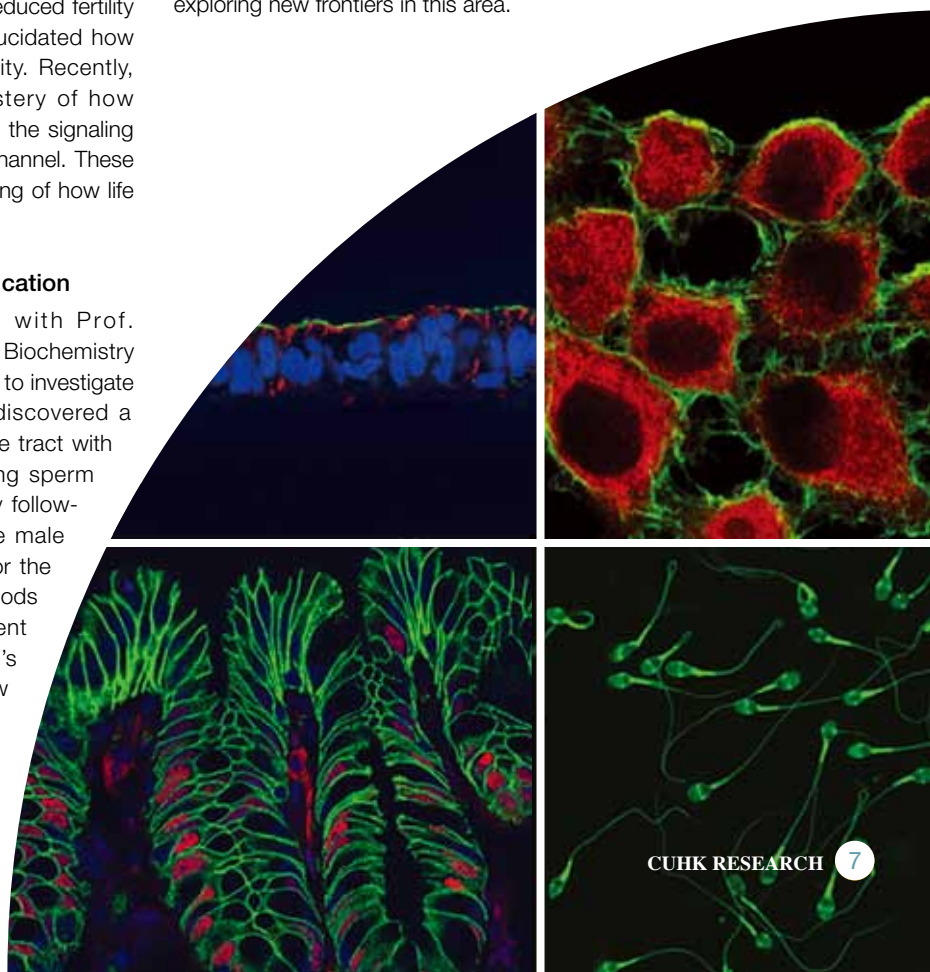 educed fertility
ucidated how
ity. Recently,
stery of how
the signaling
hannel. These
ng of how life
cation
with Prof.
Biochemistry
to investigate
discovered a
e tract with
ng sperm
y follow-
e male
or the
ods
ent
's
w
exploring new frontiers in this area.
CUHK RESEARCH 7